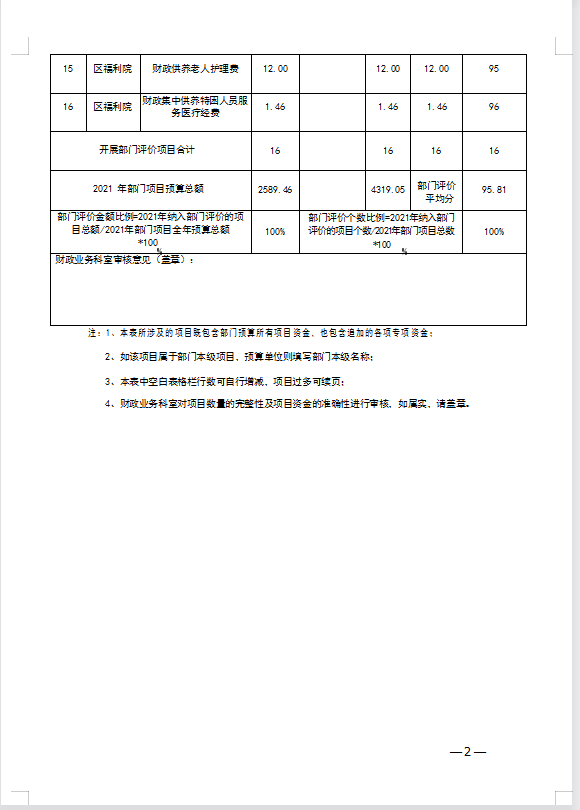 15 区福利院 财政供养老人护理费 12.00 12.00 12.00 95
16 区福利院 财政集中供养特困人员服 1.46 1.46 1.46 96
务医疗经费
开展部门评价项目合计 16 16 16 16
2021 年部门项目预算总额 2589.46 4319.05 部门评价 95.81
平均分
部门评价金额比例=2021年纳入部门评价的项
目总额/2021年部门项目全年预算总额
*100
%
100%
部门评价个数比例=2021年纳入部门
评价的项目个数/2021年部门项目总数
*100
%
100%
财政业务科室审核意见（盖章）：
注：1、本表所涉及的项目既包含部门预算所有项目资金，也包含追加的各项专项资金；
2、如该项目属于部门本级项目，预算单位则填写部门本级名称；
3、本表中空白表格栏行数可自行增减，项目过多可续页；
4、财政业务科室对项目数量的完整性及项目资金的准确性进行审核，如属实，请盖章。
—2—